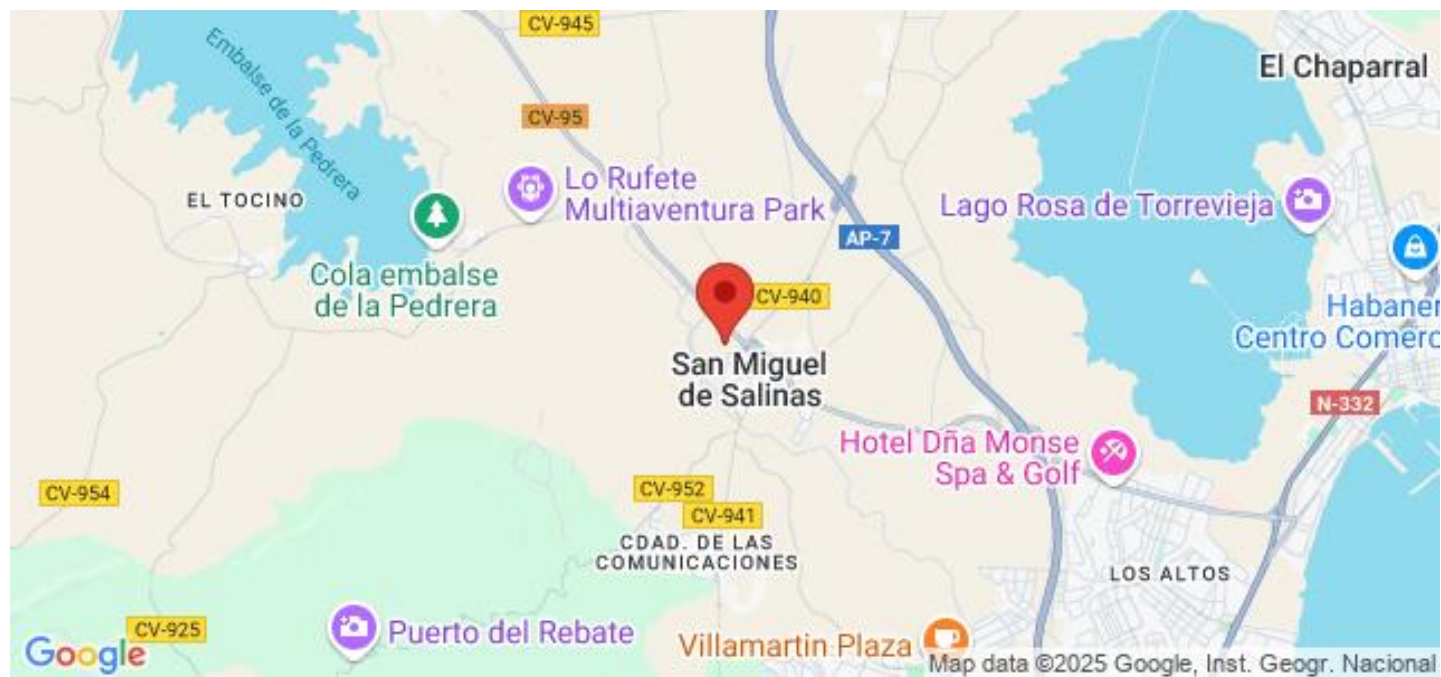 CV-945
El Chaparral
Embalse de la Pedrera
CV-95
EL TOCINO
Lo Rufete
Multiaventura Park
Lago Rosa de Torrevieja
AP-7
Cola embalse
de la Pedrera
CV-940
Habaner
Centro Comerc
San Miguel
de Salinas
N-332
Hotel Dña Monse
Spa & Golf
CV-954
CV-952
CV-941
CDAD. DE LAS
COMUNICACIONES
LOS ALTOS
CV-925
Puerto del Rebate
Villamartin Plaza
Google
Map data ©2025 Google, Inst. Geogr. Nacional